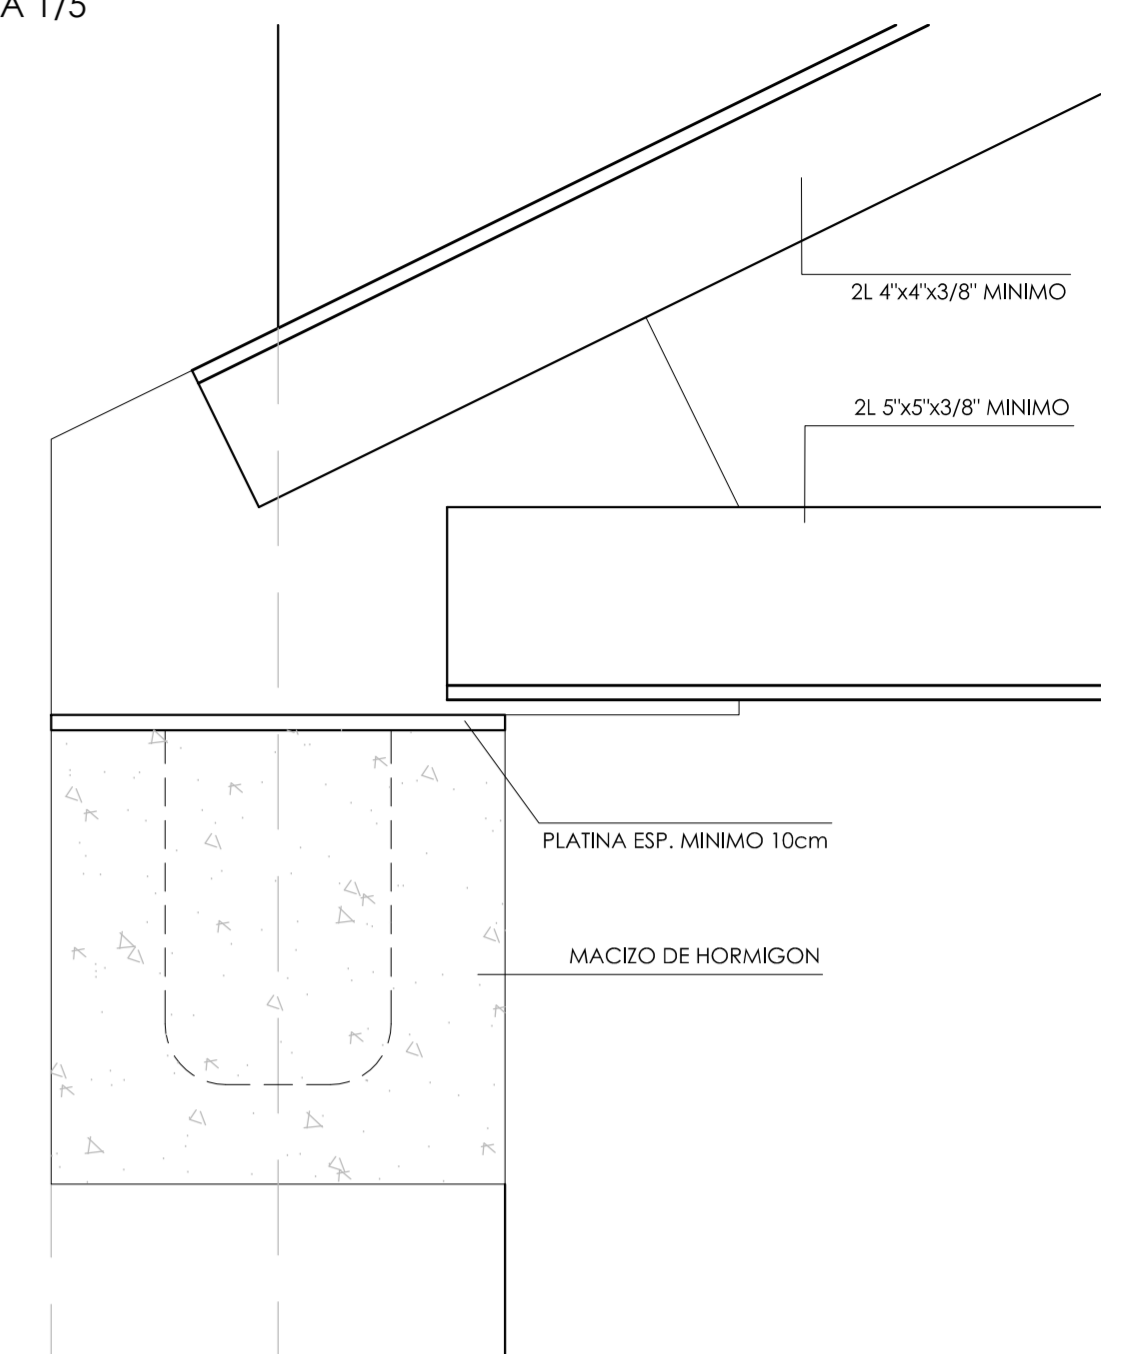 A 1/5
2L 4"x4"x3/8" MINIMO
2L 5"x5"x3/8" MINIMO
PLATINA ESP. MINIMO 10cm
MACIZO DE HORMIGON